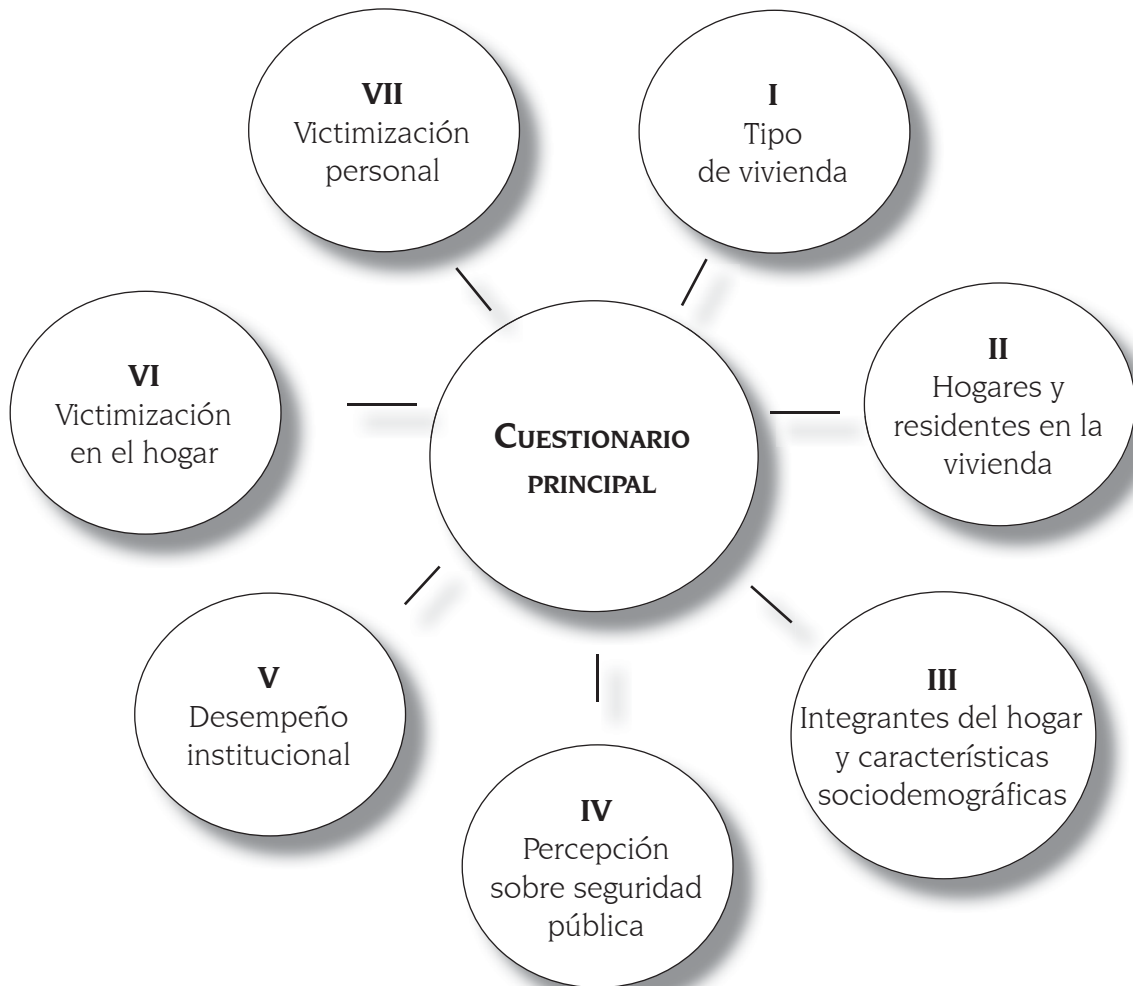 CUESTIONARIO
PRINCIPAL
I
Tipo
de vivienda
II
Hogares y
residentes en la
vivienda
III
Integrantes del hogar
y características
sociodemográficas
IV
Percepción
sobre seguridad
pública
V
Desempeño
institucional
VI
Victimización
en el hogar
VII
Victimización
personal